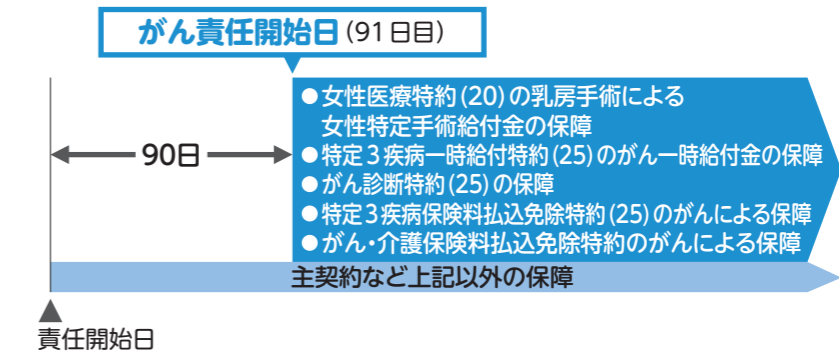 がん責任開始日(91日目)
●女性医療特約(20)の乳房手術による
女性特定手術給付金の保障
90日
●特定3疾病一時給付特約(25)のがん一時給付金の保障
●がん診断特約(25)の保障
●特定3疾病保険料払込免除特約(25)のがんによる保障
●がん・介護保険料払込免除特約のがんによる保障
主契約など上記以外の保障
責任開始日